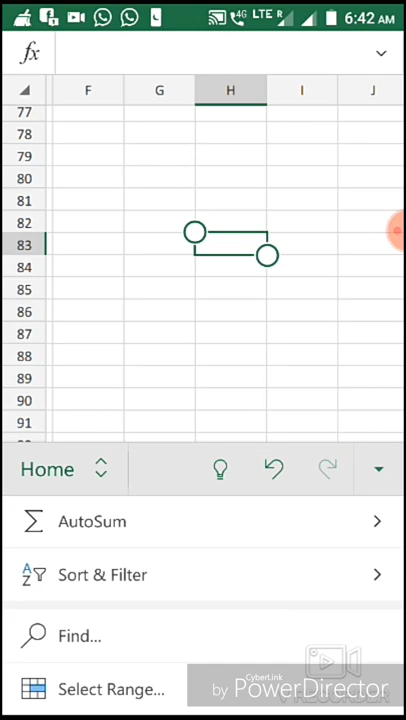 4G LTE R 6:42 AM
fx
F G H I J
77
78
79
80
81
82
83
84
85
86
87
88
89
90
91
Home
AutoSum
A
Z
Sort & Filter
Find...
Select Range...
CyberLink
by PowerDirector